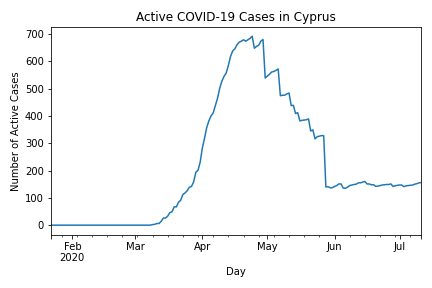 Active COVID-19 Cases in Cyprus
700
600
500
400
300
200
100
0
Number of Active Cases
Feb
2020
Mar
Apr
May
Jun
Jul
Day